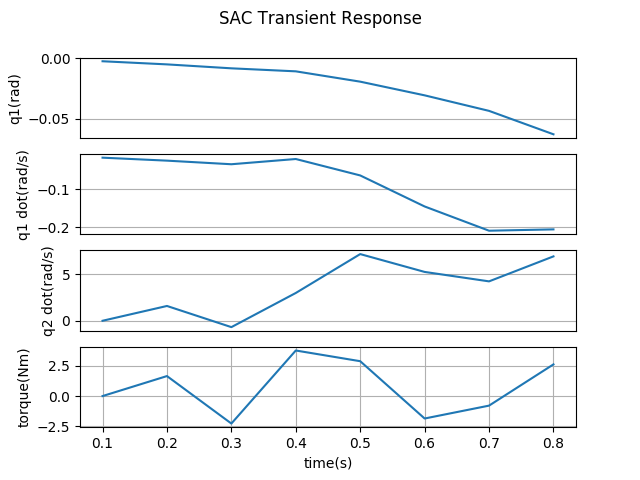 SAC Transient Response
0.00
−0.05
q1(rad)
−0.1
−0.2
q1 dot(rad/s)
5
0
q2 dot(rad/s)
2.5
0.0
−2.5
torque(Nm)
0.1 0.2 0.3 0.4 0.5 0.6 0.7 0.8
time(s)